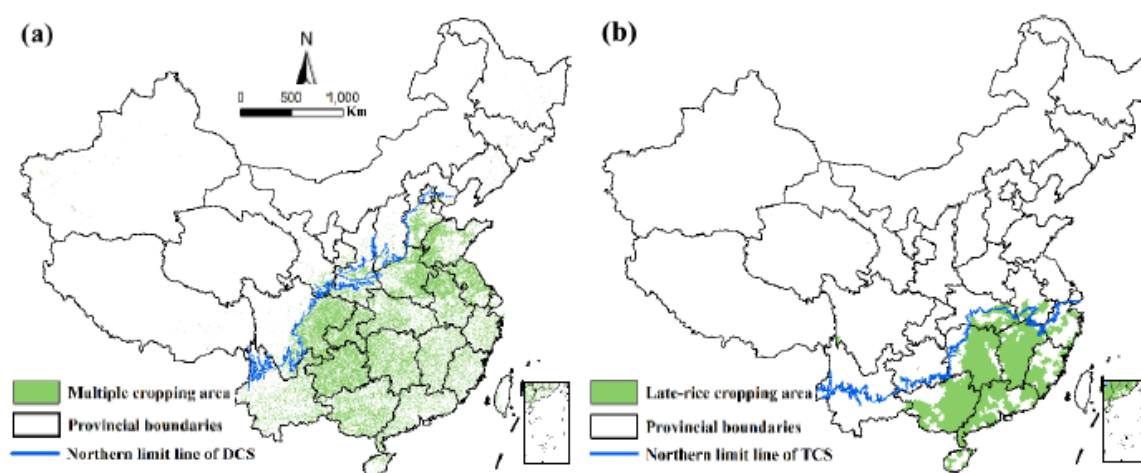 (a)
N
0 500 1,000
Km
Multiple cropping area
Provincial boundaries
Northern limit line of DCS
(b)
Late-rice cropping area
Provincial boundaries
Northern limit line of TCS